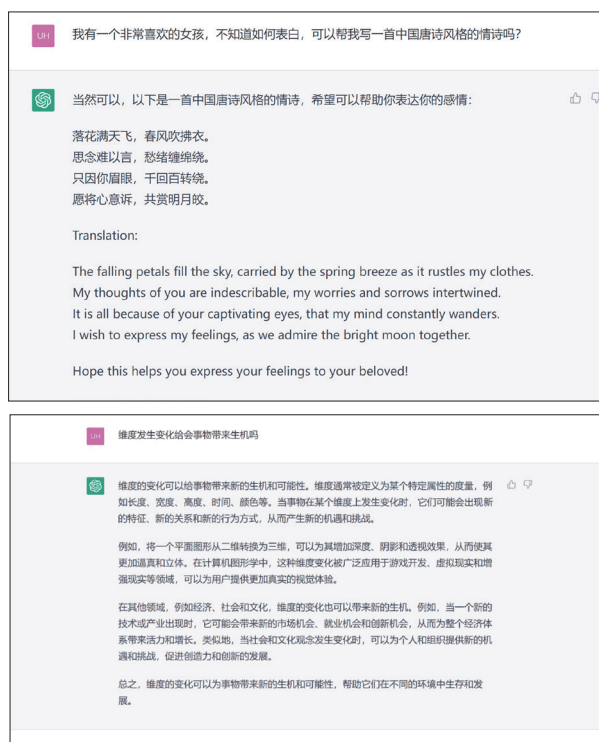 UH
我有一个非常喜欢的女孩，不知道如何表白，可以帮我写一首中国唐诗风格的情诗吗？
当然可以，以下是一首中国唐诗风格的情诗，希望可以帮助你表达你的感情：
落花满天飞，春风吹拂衣。
思念难以言，愁绪缠绵绕。
只因你眉眼，千回百转绕。
愿将心意诉，共赏明月皎。
Translation:
The falling petals fill the sky, carried by the spring breeze as it rustles my clothes.
My thoughts of you are indescribable, my worries and sorrows intertwined.
It is all because of your captivating eyes, that my mind constantly wanders.
I wish to express my feelings, as we admire the bright moon together.
Hope this helps you express your feelings to your beloved!
UH
维度发生变化给会事物带来生机吗
维度的变化可以给事物带来新的生机和可能性。维度通常被定义为某个特定属性的度量，例
如长度、宽度、高度、时间、颜色等。当事物在某个维度上发生变化时，它们可能会出现新
的特征、新的关系和新的行为方式，从而产生新的机遇和挑战。
例如，将一个平面图形从二维转换为三维，可以为其增加深度、阴影和透视效果，从而使其
更加逼真和立体。在计算机图形学中，这种维度变化被广泛应用于游戏开发、虚拟现实和增
强现实等领域，可以为用户提供更加真实的视觉体验。
在其他领域，例如经济、社会和文化，维度的变化也可以带来新的生机。例如，当一个新的
技术或产业出现时，它可能会带来新的市场机会、就业机会和创新机会，从而为整个经济体
系带来活力和增长。类似地，当社会和文化观念发生变化时，可以为个人和组织提供新的机
遇和挑战，促进创造力和创新的发展。
总之，维度的变化可以为事物带来新的生机和可能性，帮助它们在不同的环境中生存和发
展。